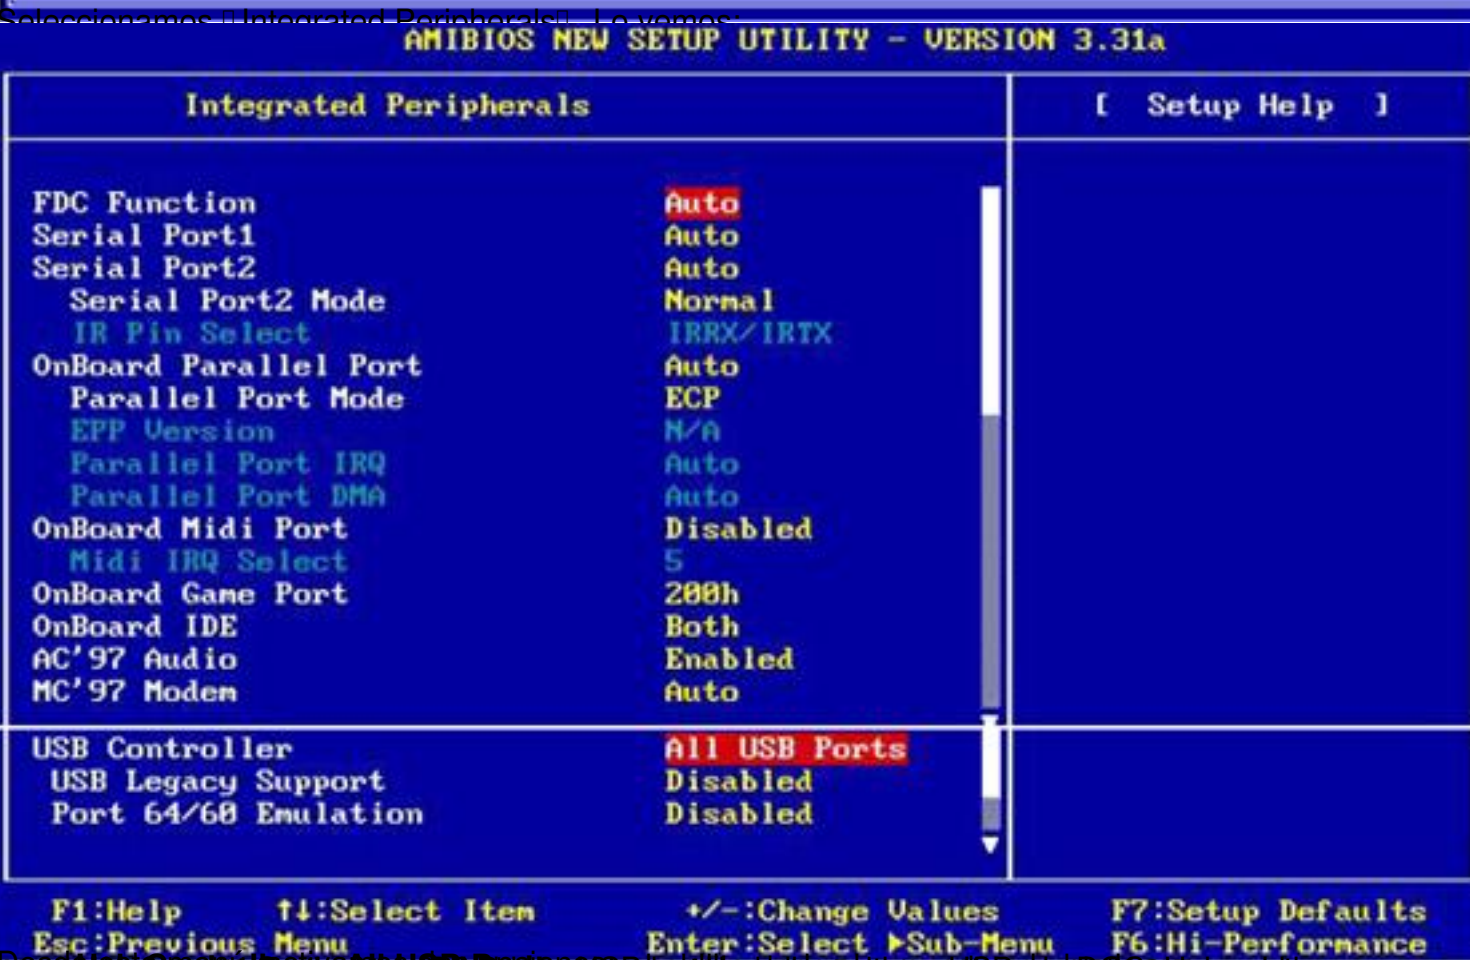 Seleccionamos Integrated Peripherals. Lo vemos:
AMIBIOS NEW SETUP UTILITY - VERSION 3.31a
Integrated Peripherals
[ Setup Help ]
FDC Function Auto
Serial Port1 Auto
Serial Port2 Auto
Serial Port2 Mode Normal
IR Pin Select IRRX/IRTX
OnBoard Parallel Port Auto
Parallel Port Mode ECP
EPP Version N/A
Parallel Port IRQ Auto
Parallel Port DMA Auto
OnBoard Midi Port Disabled
Midi IRQ Select 5
OnBoard Game Port 200h
OnBoard IDE Both
AC'97 Audio Enabled
MC'97 Modem Auto
USB Controller All USB Ports
USB Legacy Support Disabled
Port 64/60 Emulation Disabled
F1:Help ↑↓:Select Item +/-:Change Values F7:Setup Defaults
Esc:Previous Menu Enter:Select ►Sub-Menu F6:Hi-Performance